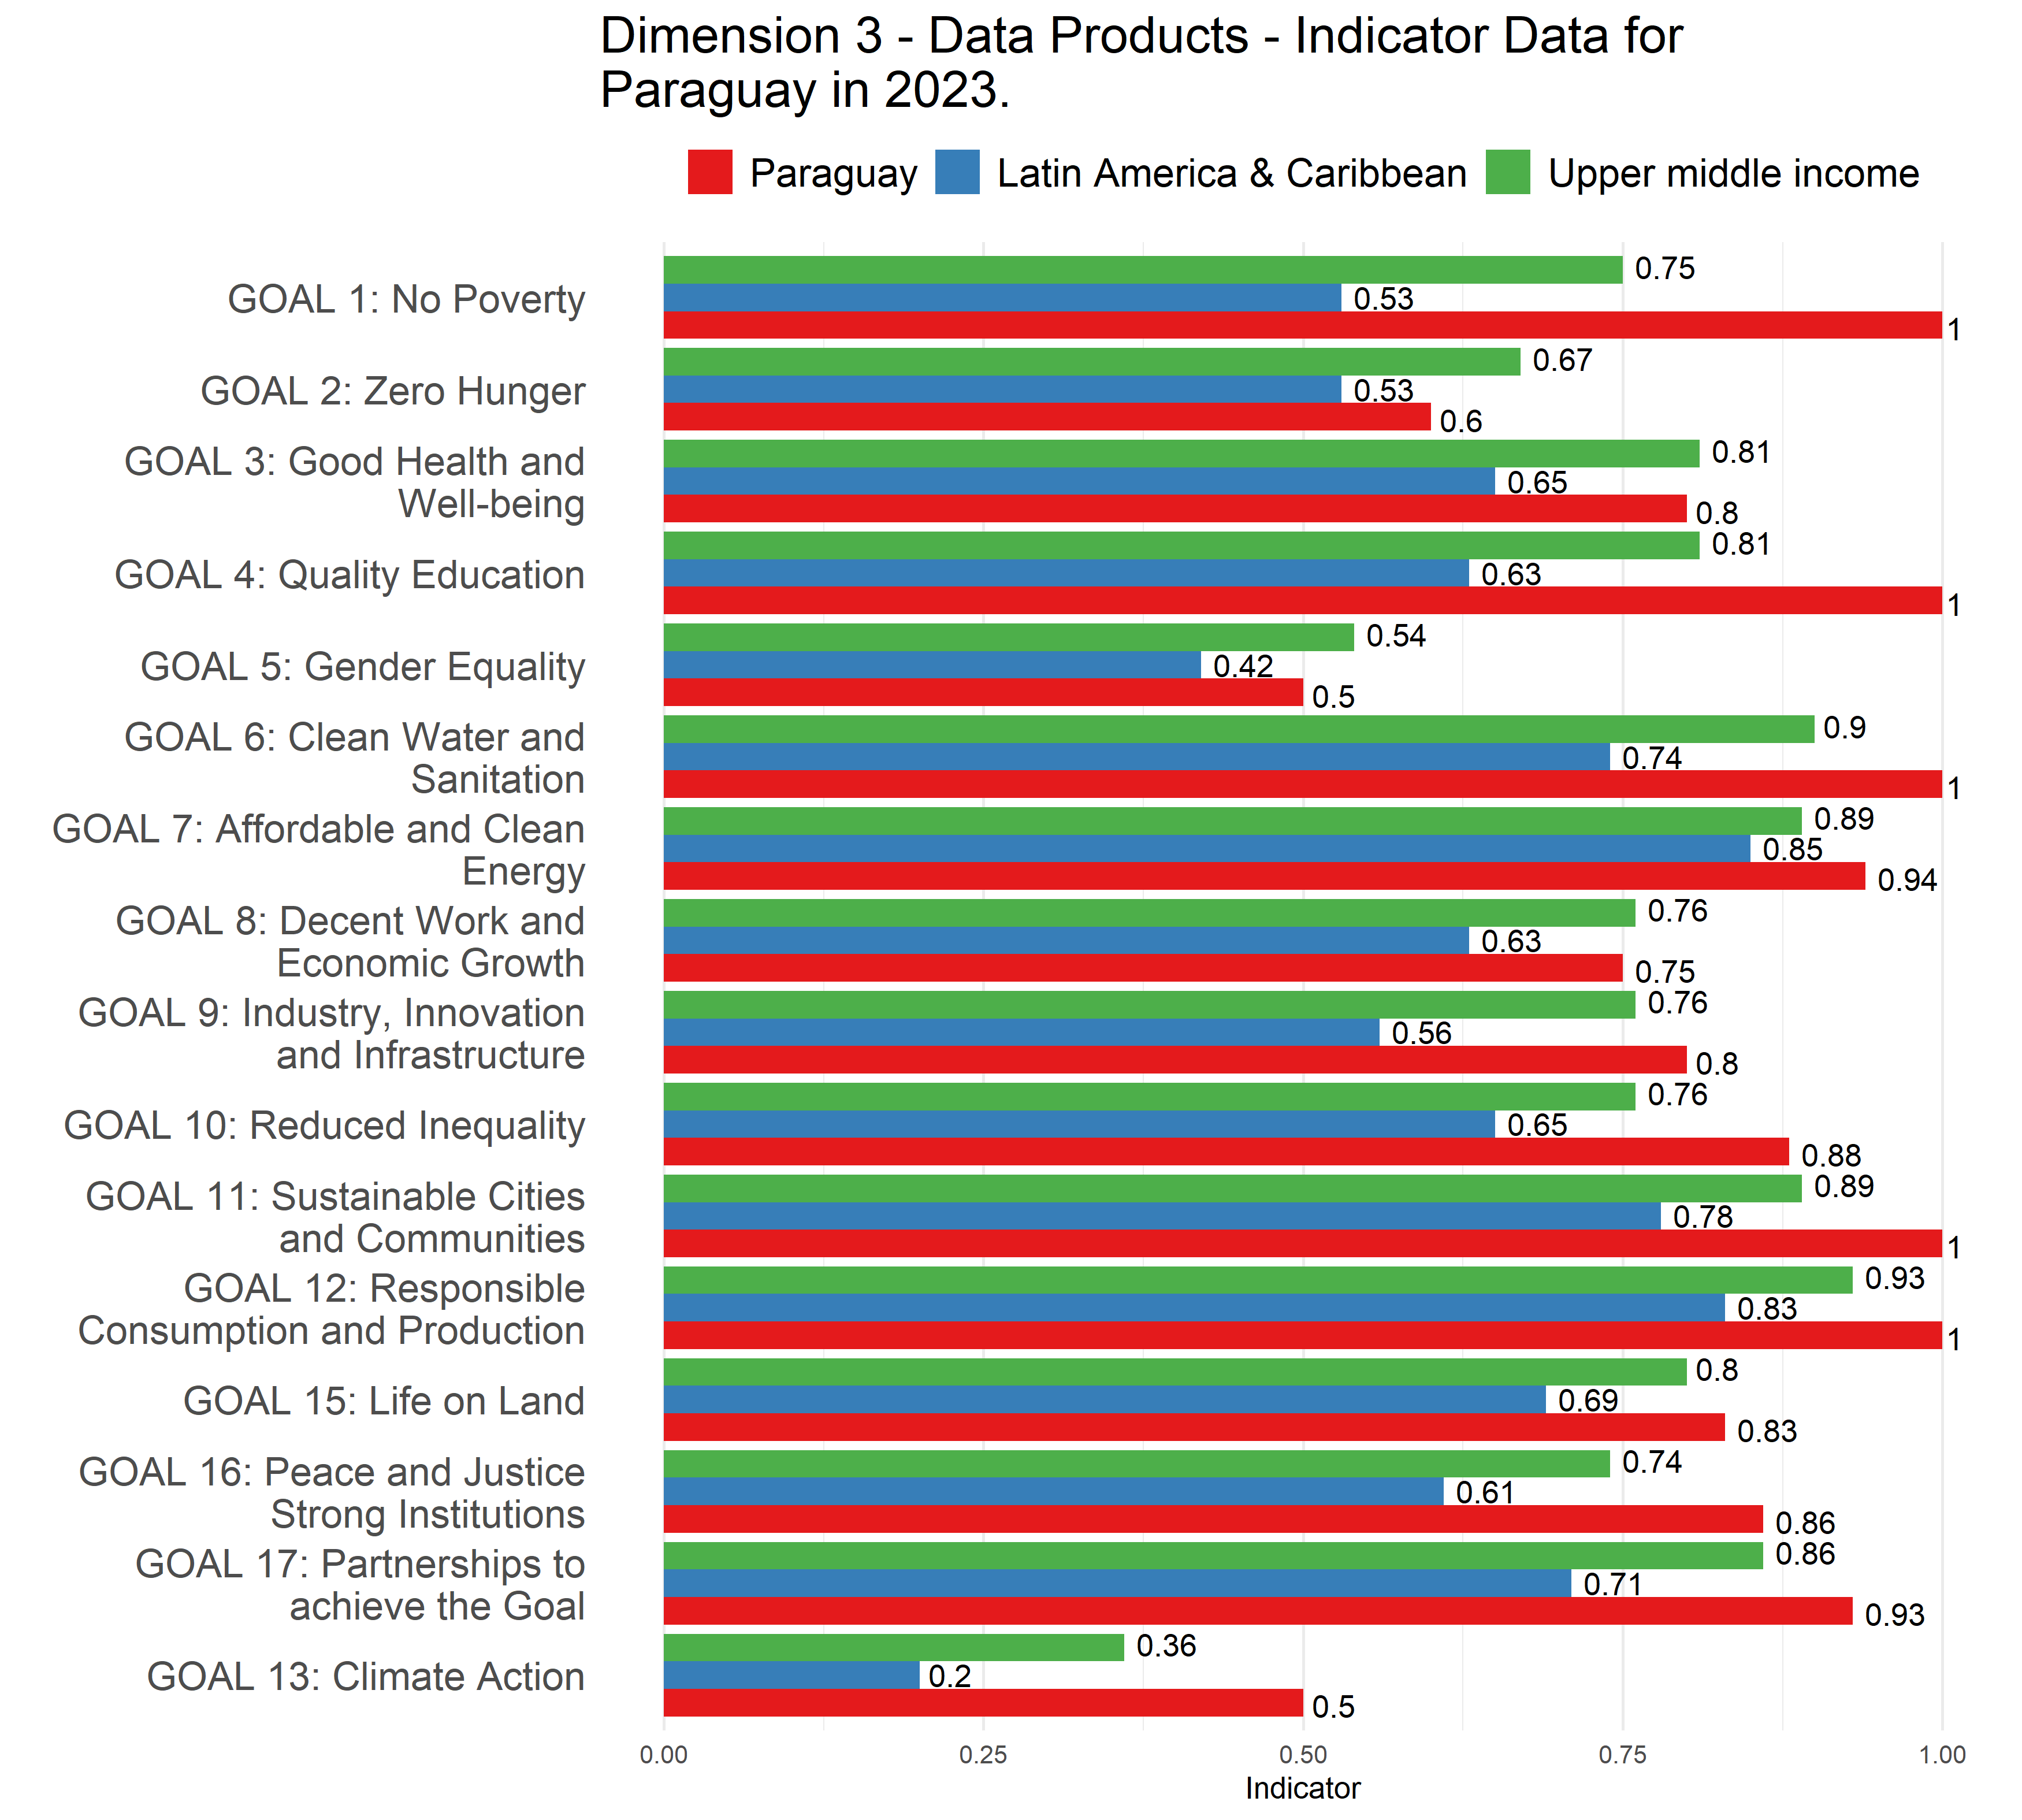 Dimension 3 - Data Products - Indicator Data for
Paraguay in 2023.
Paraguay Latin America & Caribbean Upper middle income
GOAL 1: No Poverty
0.75
0.53
1
GOAL 2: Zero Hunger
0.67
0.53
0.6
GOAL 3: Good Health and
Well-being
0.81
0.65
0.8
GOAL 4: Quality Education
0.81
0.63
1
GOAL 5: Gender Equality
0.54
0.42
0.5
GOAL 6: Clean Water and
Sanitation
0.9
0.74
1
GOAL 7: Affordable and Clean
Energy
0.89
0.85
0.94
GOAL 8: Decent Work and
Economic Growth
0.76
0.63
0.75
GOAL 9: Industry, Innovation
and Infrastructure
0.76
0.56
0.8
GOAL 10: Reduced Inequality
0.76
0.65
0.88
GOAL 11: Sustainable Cities
and Communities
0.89
0.78
1
GOAL 12: Responsible
Consumption and Production
0.93
0.83
1
GOAL 15: Life on Land
0.8
0.69
0.83
GOAL 16: Peace and Justice
Strong Institutions
0.74
0.61
0.86
GOAL 17: Partnerships to
achieve the Goal
0.86
0.71
0.93
GOAL 13: Climate Action
0.36
0.2
0.5
0.00 0.25 0.50 0.75 1.00
Indicator